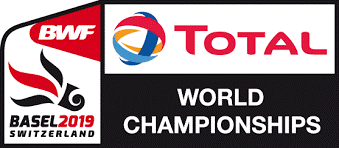 BWF
BASEL2019
SWITZERLAND
TOTAL
WORLD
CHAMPIONSHIPS